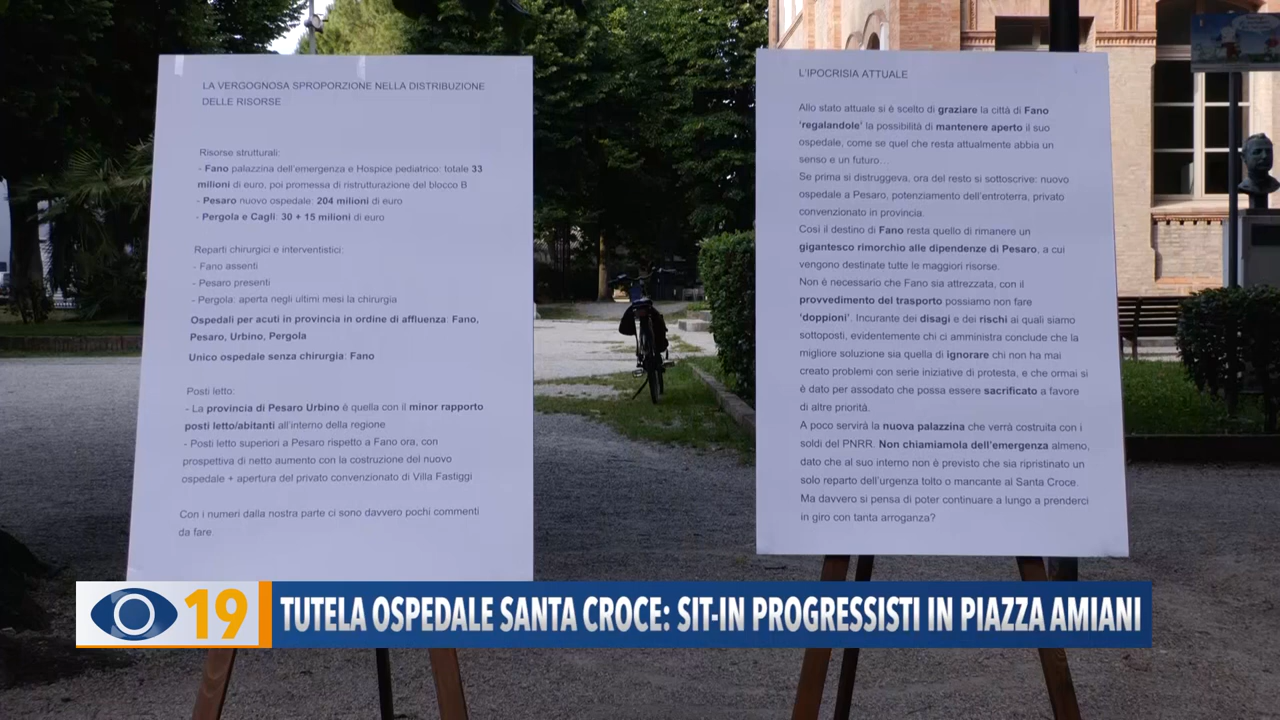 LA VERGOGNOSA SPROPORZIONE NELLA DISTRIBUZIONE
DELLE RISORSE
Risorse strutturali:
- Fano palazzina dell'emergenza e Hospice pediatrico: totale 33
milioni di euro, poi promessa di ristrutturazione del blocco B
- Pesaro nuovo ospedale: 204 milioni di euro
- Pergola e Cagli: 30 + 15 milioni di euro
Reparti chirurgici e interventistici:
- Fano assenti
- Pesaro presenti
- Pergola: aperta negli ultimi mesi la chirurgia
Ospedali per acuti in provincia in ordine di affluenza: Fano,
Pesaro, Urbino, Pergola
Unico ospedale senza chirurgia: Fano
Posti letto:
- La provincia di Pesaro Urbino è quella con il minor rapporto
posti letto/abitanti all'interno della regione
- Posti letto superiori a Pesaro rispetto a Fano ora, con
prospettiva di netto aumento con la costruzione del nuovo
ospedale + apertura del privato convenzionato di Villa Fastiggi
Con i numeri dalla nostra parte ci sono davvero pochi commenti
da fare
L'IPOCRISIA ATTUALE
Allo stato attuale si è scelto di graziare la città di Fano
'regalandole' la possibilità di mantenere aperto il suo
ospedale, come se quel che resta attualmente abbia un
senso e un futuro…
Se prima si distruggeva, ora del resto si sottoscrive: nuovo
ospedale a Pesaro, potenziamento dell'entroterra, privato
convenzionato in provincia.
Così il destino di Fano resta quello di rimanere un
gigantesco rimorchio alle dipendenze di Pesaro, a cui
vengono destinate tutte le maggiori risorse.
Non è necessario che Fano sia attrezzata, con il
provvedimento del trasporto possiamo non fare
'doppioni'. Incurante dei disagi e dei rischi ai quali siamo
sottoposti, evidentemente chi ci amministra conclude che la
migliore soluzione sia quella di ignorare chi non ha mai
creato problemi con serie iniziative di protesta, e che ormai si
è dato per assodato che possa essere sacrificato a favore
di altre priorità.
A poco servirà la nuova palazzina che verrà costruita con i
soldi del PNRR. Non chiamiamola dell'emergenza almeno,
dato che al suo interno non è previsto che sia ripristinato un
solo reparto dell'urgenza tolto o mancante al Santa Croce.
Ma davvero si pensa di poter continuare a lungo a prenderci
in giro con tanta arroganza?
19 TUTELA OSPEDALE SANTA CROCE: SIT-IN PROGRESSISTI IN PIAZZA AMIANI